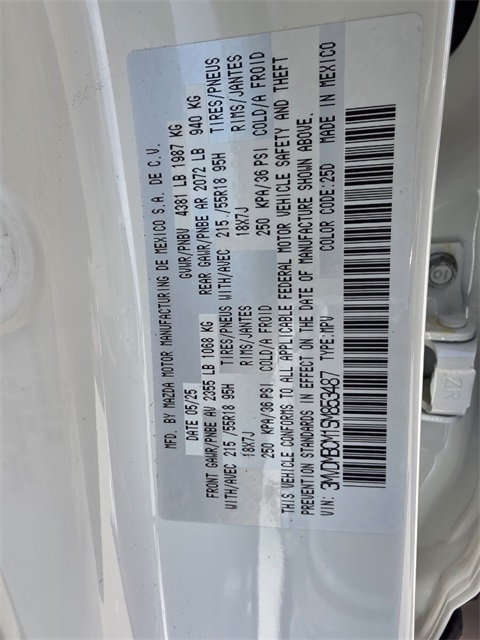 MFD. BY MAZDA MOTOR MANUFACTURING DE MEXICO S.A. DE C.V.
DATE 05/25 GVWR/PNBV 4381 LB 1987 KG
FRONT GAWR/PNBE AV 2355 LB 1068 KG REAR GAWR/PNBE AR 2072 LB 940 KG
WITH/AVEC 215 /55R18 95H TIRES/PNEUS WITH/AVEC 215 /55R18 95H TIRES/PNEUS
18X7J RIMS/JANTES 18X7J RIMS/JANTES
250 KPA/36 PSI COLD/A FROID 250 KPA/36 PSI COLD/A FROID
THIS VEHICLE CONFORMS TO ALL APPLICABLE FEDERAL MOTOR VEHICLE SAFETY AND THEFT
PREVENTION STANDARDS IN EFFECT ON THE DATE OF MANUFACTURE SHOWN ABOVE.
VIN: 3MVDMBCM1SM853487 TYPE:MPV COLOR CODE:25D MADE IN MEXICO
ZR